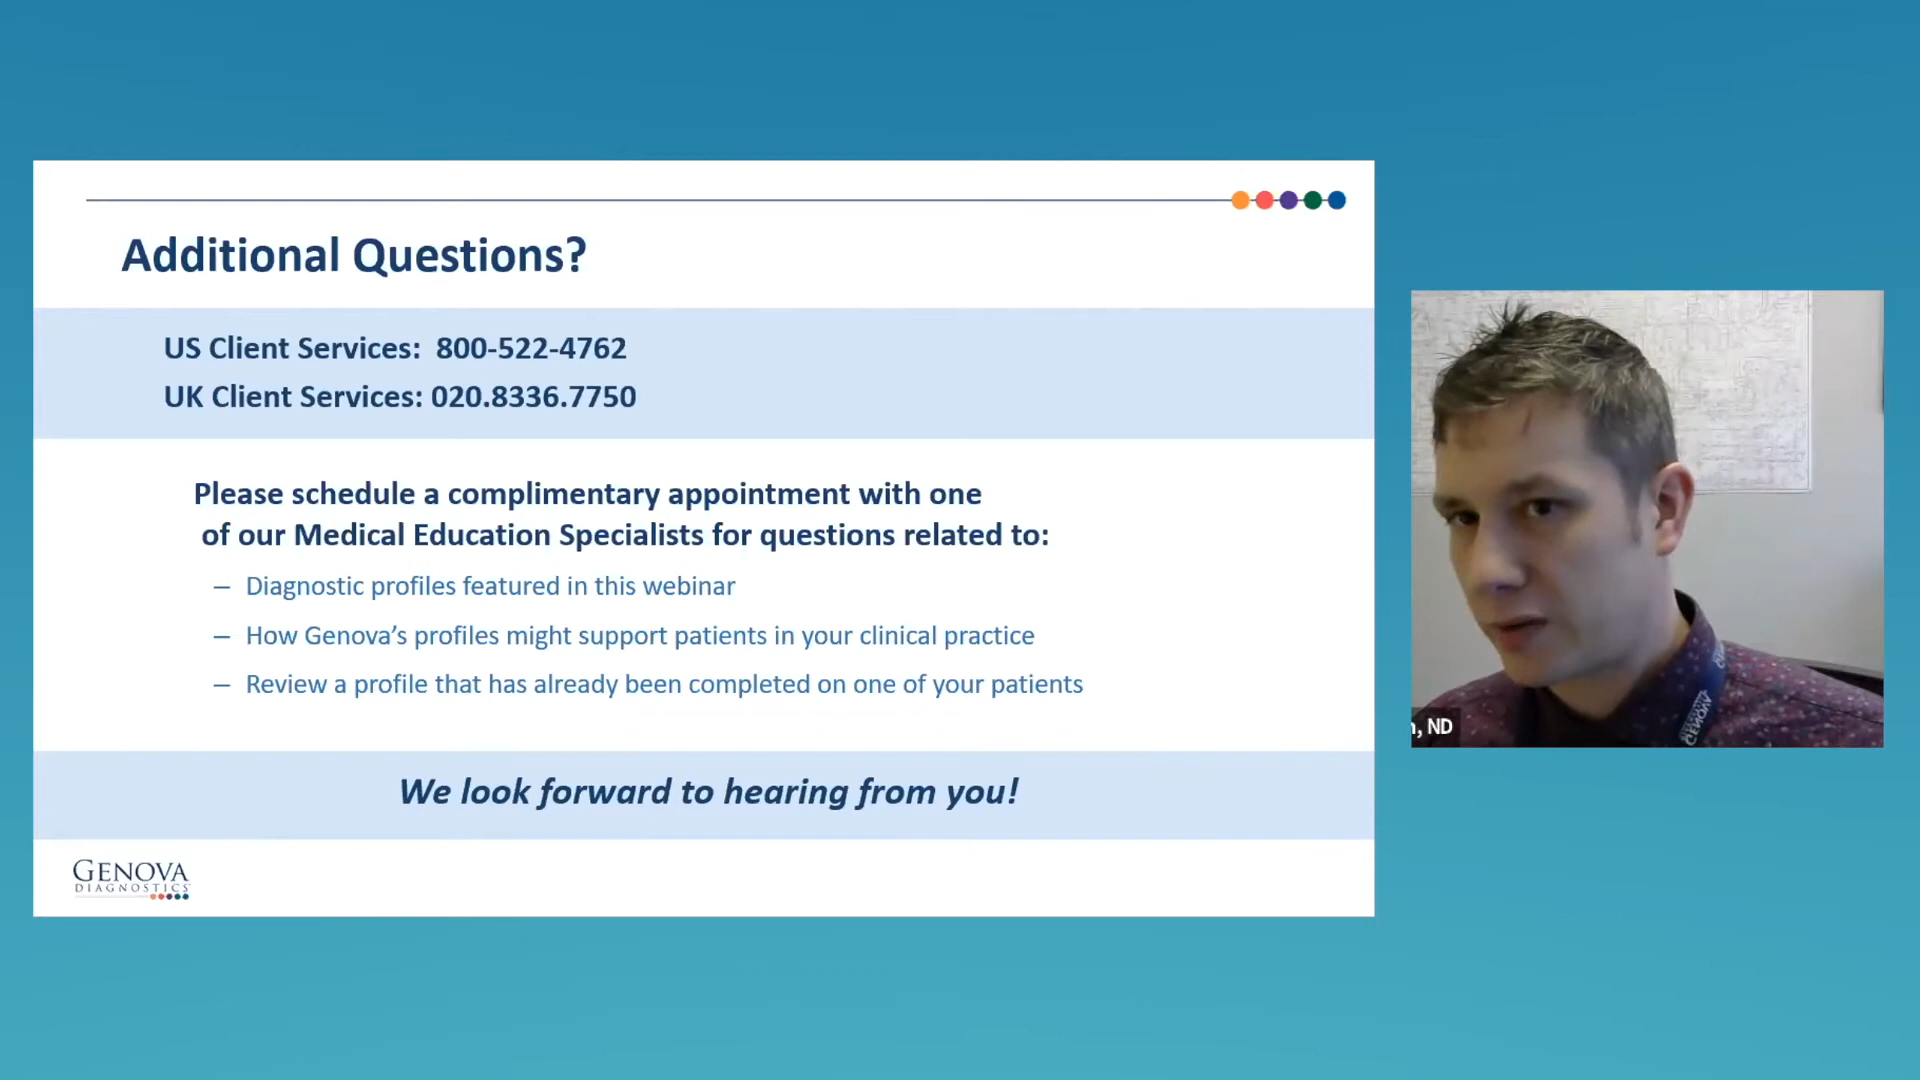 Additional Questions?
US Client Services: 800-522-4762
UK Client Services: 020.8336.7750
Please schedule a complimentary appointment with one
of our Medical Education Specialists for questions related to:
– Diagnostic profiles featured in this webinar
– How Genova’s profiles might support patients in your clinical practice
– Review a profile that has already been completed on one of your patients
We look forward to hearing from you!
GENOVA
DIAGNOSTICS
, ND
GENOVA